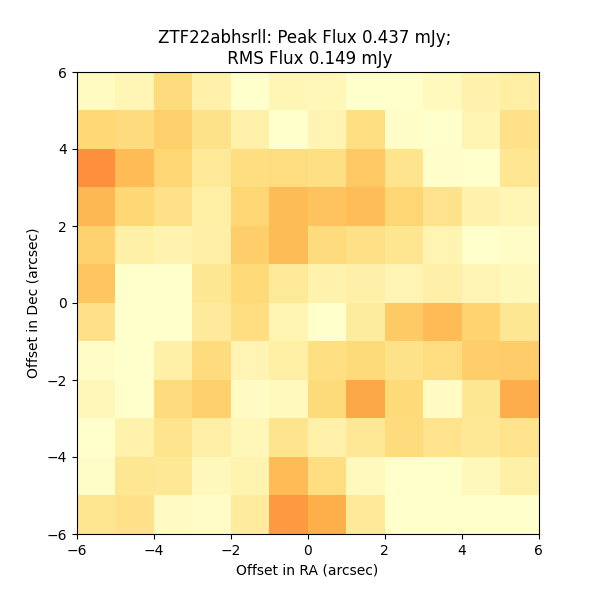 ZTF22abhsrll: Peak Flux 0.437 mJy;
RMS Flux 0.149 mJy
6
4
2
0
−2
−4
−6
Offset in Dec (arcsec)
−6 −4 −2 0 2 4 6
Offset in RA (arcsec)